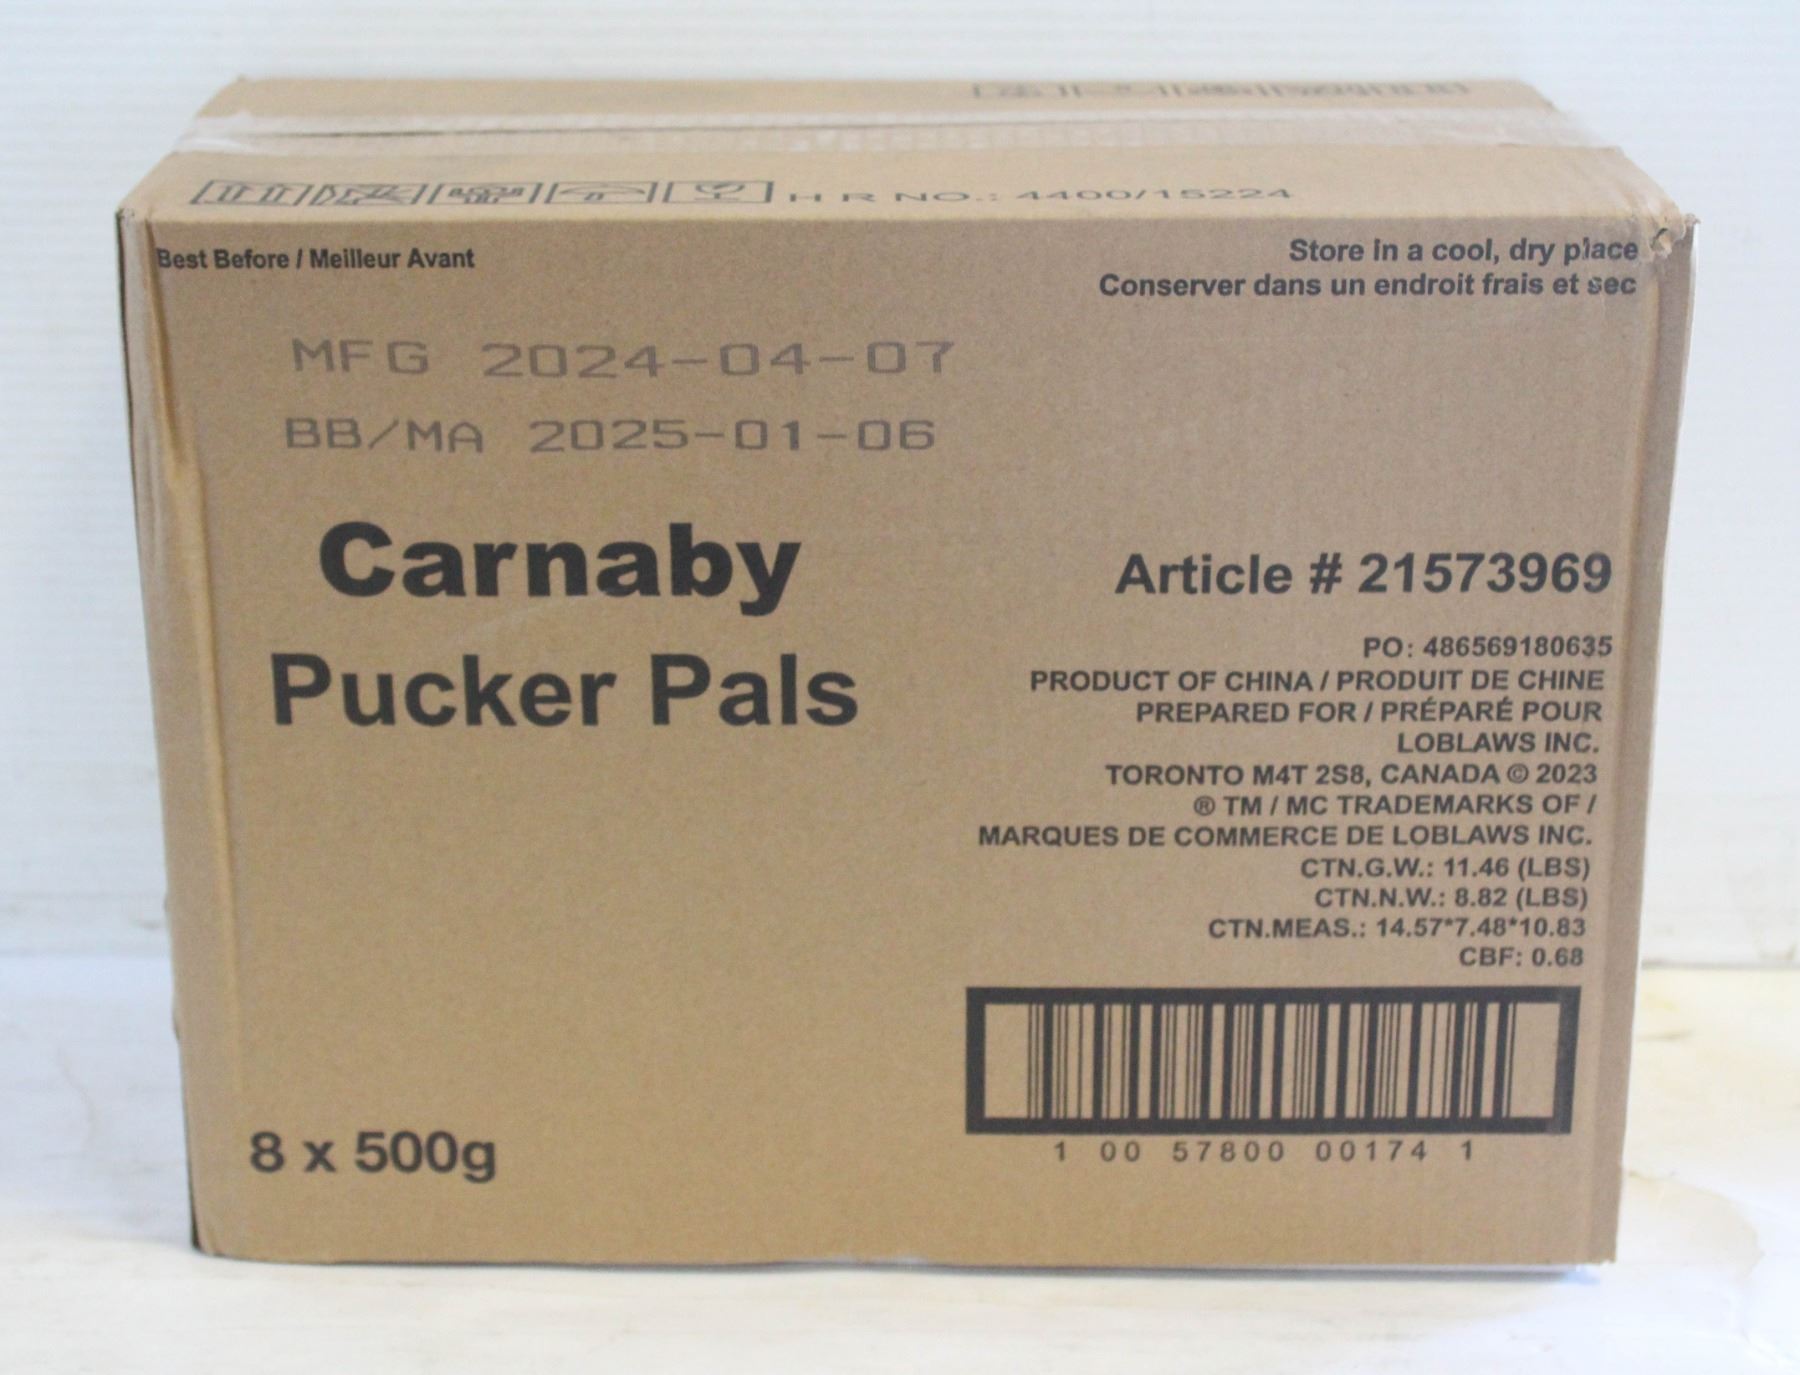 H R NO.: 4400/15224
Best Before / Meilleur Avant
Store in a cool, dry place
Conserver dans un endroit frais et sec
MFG 2024-04-07
BB/MA 2025-01-06
Carnaby
Pucker Pals
Article # 21573969
PO: 486569180635
PRODUCT OF CHINA / PRODUIT DE CHINE
PREPARED FOR / PRÉPARÉ POUR
LOBLAWS INC.
TORONTO M4T 2S8, CANADA © 2023
® TM / MC TRADEMARKS OF /
MARQUES DE COMMERCE DE LOBLAWS INC.
CTN.G.W.: 11.46 (LBS)
CTN.N.W.: 8.82 (LBS)
CTN.MEAS.: 14.57*7.48*10.83
CBF: 0.68
8 x 500g
1 00 57800 00174 1